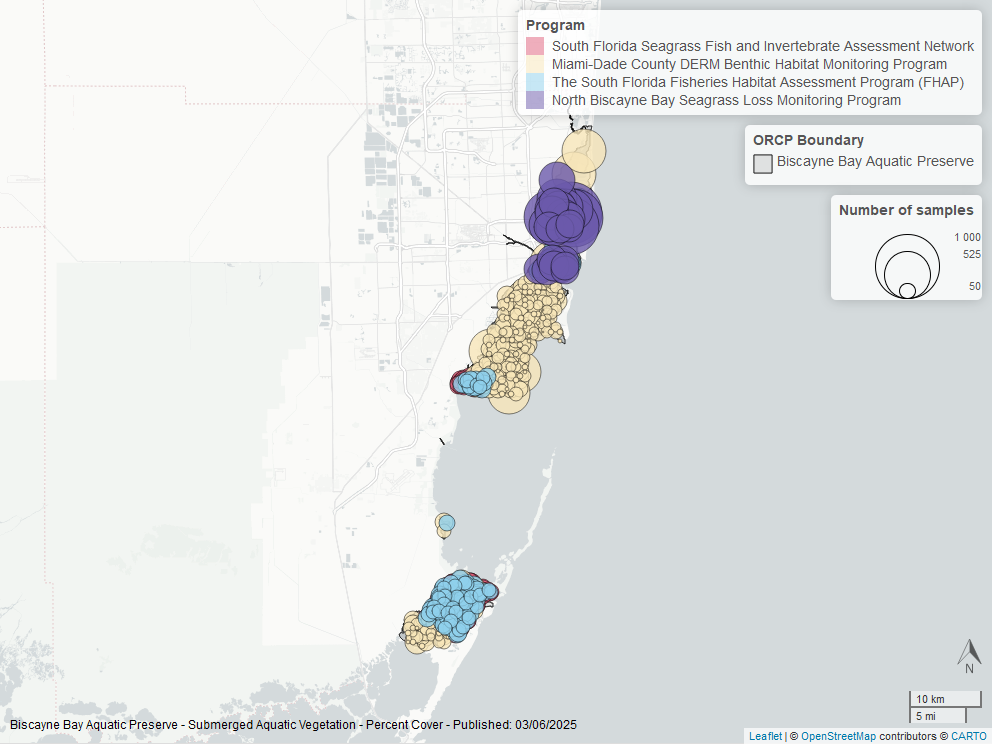 Program
South Florida Seagrass Fish and Invertebrate Assessment Network
Miami-Dade County DERM Benthic Habitat Monitoring Program
The South Florida Fisheries Habitat Assessment Program (FHAP)
North Biscayne Bay Seagrass Loss Monitoring Program
ORCP Boundary
Biscayne Bay Aquatic Preserve
Number of samples
1 000
525
50
N
10 km
5 mi
Biscayne Bay Aquatic Preserve - Submerged Aquatic Vegetation - Percent Cover - Published: 03/06/2025
Leaflet | © OpenStreetMap contributors © CARTO